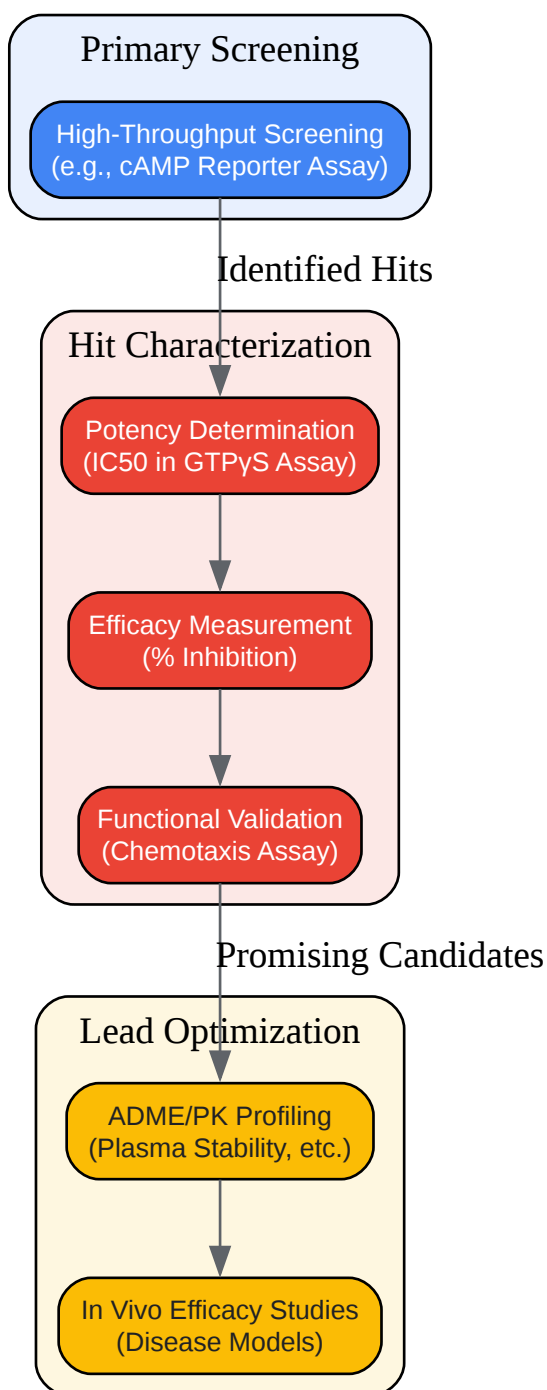 Primary Screening
High-Throughput Screening
(e.g., cAMP Reporter Assay)
Identified Hits
Hit Characterization
Potency Determination
(IC50 in GTPγS Assay)
Efficacy Measurement
(% Inhibition)
Functional Validation
(Chemotaxis Assay)
Promising Candidates
Lead Optimization
ADME/PK Profiling
(Plasma Stability, etc.)
In Vivo Efficacy Studies
(Disease Models)